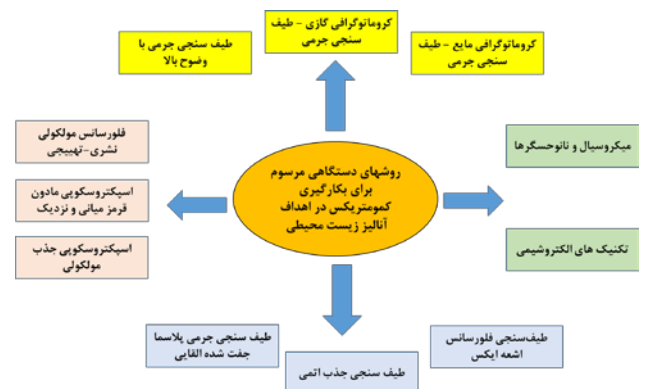 کروماتوگرافی گازی - طیف
سنجی جرمی
کروماتوگرافی مایع - طیف
سنجی جرمی
طیف سنجی جرمی با
وضوح بالا
میکروسیال و نانوحسگرها
تکنیک های الکتروشیمی
روشهای دستگاهی مرسوم
برای بکارگیری
کمومتریکس در اهداف
آنالیز زیست محیطی
فلورسانس مولکولی
نشری-تهییجی
اسپکتروسکوپی مادون
قرمز میانی و نزدیک
اسپکتروسکوپی جذب
مولکولی
طیف‌سنجی فلورسانس
اشعه ایکس
طیف سنجی جذب اتمی
طیف سنجی جرمی پلاسما
جفت شده القایی